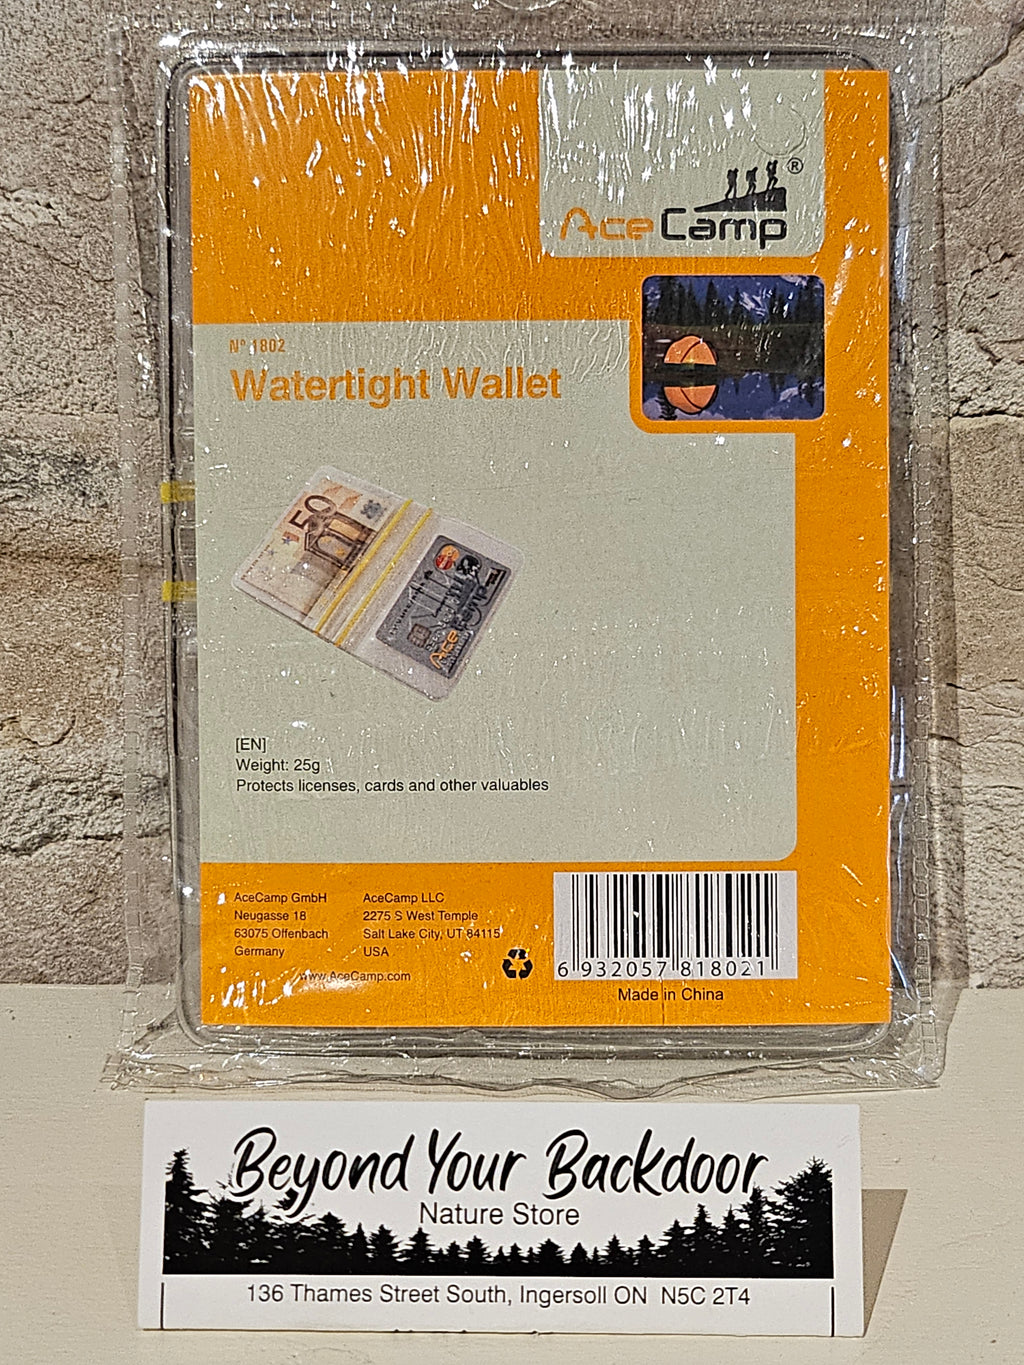 AceCamp®
N° 1802
Watertight Wallet
50
[EN]
Weight: 25g
Protects licenses, cards and other valuables
AceCamp GmbH
Neugasse 18
63075 Offenbach
Germany
AceCamp LLC
2275 S West Temple
Salt Lake City, UT 84115
USA
www.AceCamp.com
6 932057 818021
Made in China
Beyond Your Backdoor
Nature Store
136 Thames Street South, Ingersoll ON N5C 2T4